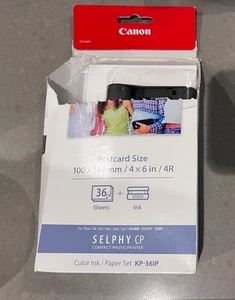 Canon
Postcard Size
100 × 148 mm / 4 × 6 in / 4R
36
+
Sheets
Ink
SELPHY CP
COMPACT PHOTO PRINTER
Color Ink / Paper Set KP-36IP